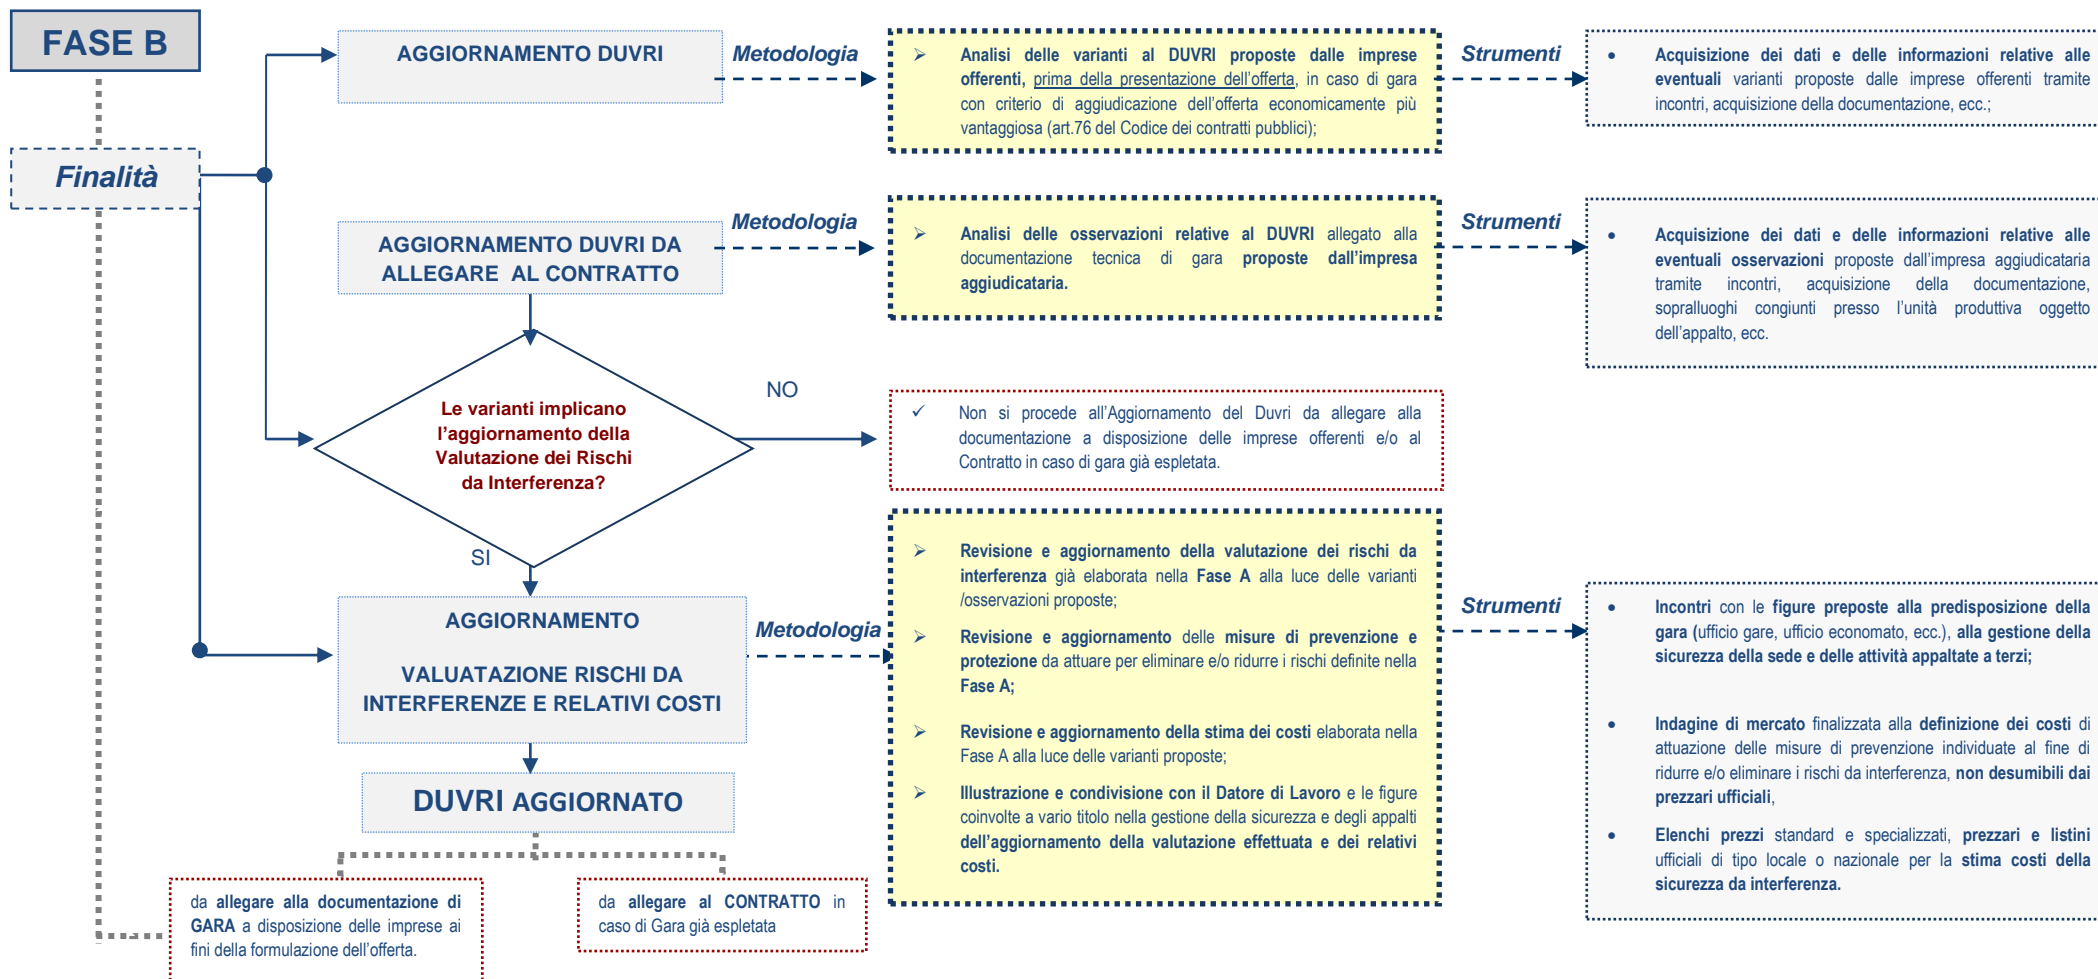 FASE B
Finalità
AGGIORNAMENTO DUVRI
Metodologia
➢ Analisi delle varianti al DUVRI proposte dalle imprese
offerenti, prima della presentazione dell'offerta, in caso di gara
con criterio di aggiudicazione dell'offerta economicamente più
vantaggiosa (art.76 del Codice dei contratti pubblici);
Strumenti
• Acquisizione dei dati e delle informazioni relative alle
eventuali varianti proposte dalle imprese offerenti tramite
incontri, acquisizione della documentazione, ecc.;
AGGIORNAMENTO DUVRI DA
ALLEGARE AL CONTRATTO
Metodologia
➢ Analisi delle osservazioni relative al DUVRI allegato alla
documentazione tecnica di gara proposte dall'impresa
aggiudicataria.
Strumenti
• Acquisizione dei dati e delle informazioni relative alle
eventuali osservazioni proposte dall'impresa aggiudicataria
tramite incontri, acquisizione della documentazione,
sopralluoghi congiunti presso l'unità produttiva oggetto
dell'appalto, ecc.
Le varianti implicano
l'aggiornamento della
Valutazione dei Rischi
da Interferenza?
NO
✓ Non si procede all'Aggiornamento del Duvri da allegare alla
documentazione a disposizione delle imprese offerenti e/o al
Contratto in caso di gara già espletata.
SI
AGGIORNAMENTO
VALUATAZIONE RISCHI DA
INTERFERENZE E RELATIVI COSTI
Metodologia
➢ Revisione e aggiornamento della valutazione dei rischi da
interferenza già elaborata nella Fase A alla luce delle varianti
/osservazioni proposte;
➢ Revisione e aggiornamento delle misure di prevenzione e
protezione da attuare per eliminare e/o ridurre i rischi definite nella
Fase A;
➢ Revisione e aggiornamento della stima dei costi elaborata nella
Fase A alla luce delle varianti proposte;
➢ Illustrazione e condivisione con il Datore di Lavoro e le figure
coinvolte a vario titolo nella gestione della sicurezza e degli appalti
dell'aggiornamento della valutazione effettuata e dei relativi
costi.
Strumenti
• Incontri con le figure preposte alla predisposizione della
gara (ufficio gare, ufficio economato, ecc.), alla gestione della
sicurezza della sede e delle attività appaltate a terzi;
• Indagine di mercato finalizzata alla definizione dei costi di
attuazione delle misure di prevenzione individuate al fine di
ridurre e/o eliminare i rischi da interferenza, non desumibili dai
prezzari ufficiali,
• Elenchi prezzi standard e specializzati, prezzari e listini
ufficiali di tipo locale o nazionale per la stima costi della
sicurezza da interferenza.
DUVRI AGGIORNATO
da allegare alla documentazione di
GARA a disposizione delle imprese ai
fini della formulazione dell'offerta.
da allegare al CONTRATTO in
caso di Gara già espletata